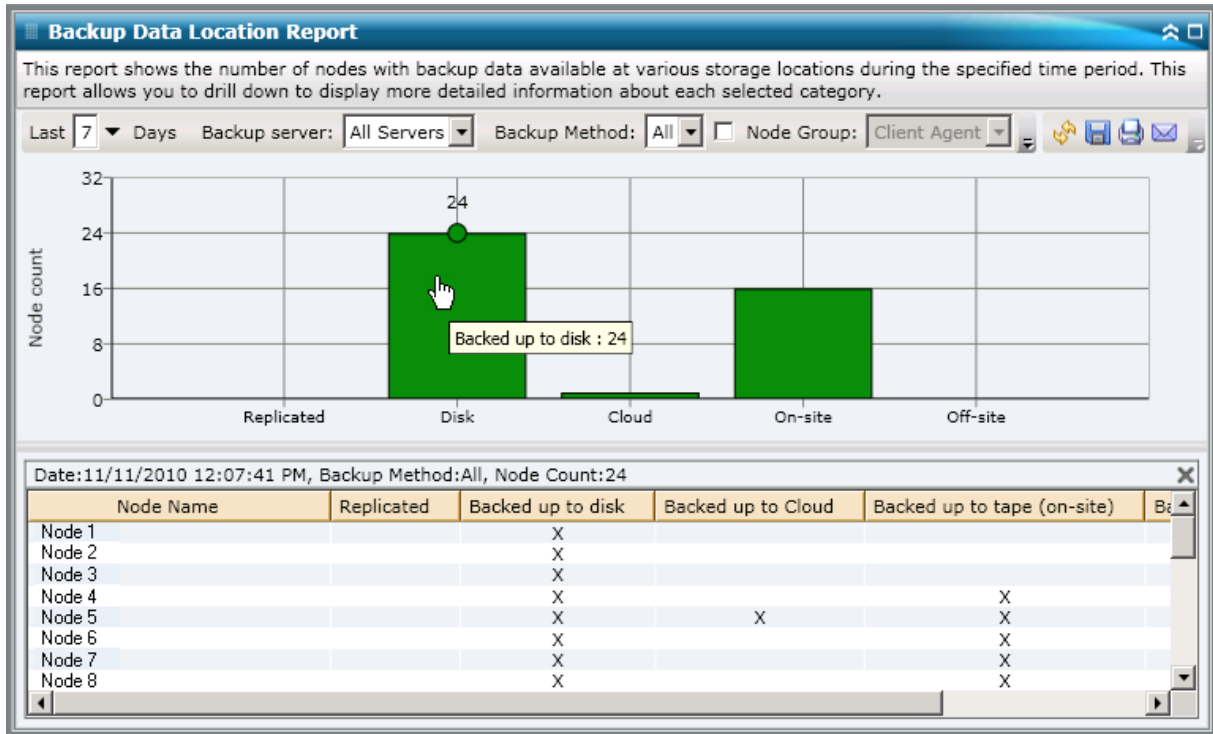 Backup Data Location Report
This report shows the number of nodes with backup data available at various storage locations during the specified time period. This
report allows you to drill down to display more detailed information about each selected category.
Last 7 Days Backup server: All Servers Backup Method: All Node Group: Client Agent
32
24
24
16
8
0
Node count
Backed up to disk : 24
Replicated Disk Cloud On-site Off-site
Date:11/11/2010 12:07:41 PM, Backup Method:All, Node Count:24
Node Name Replicated Backed up to disk Backed up to Cloud Backed up to tape (on-site) Ba
Node 1 X
Node 2 X
Node 3 X
Node 4 X X
Node 5 X X X
Node 6 X X
Node 7 X X
Node 8 X X